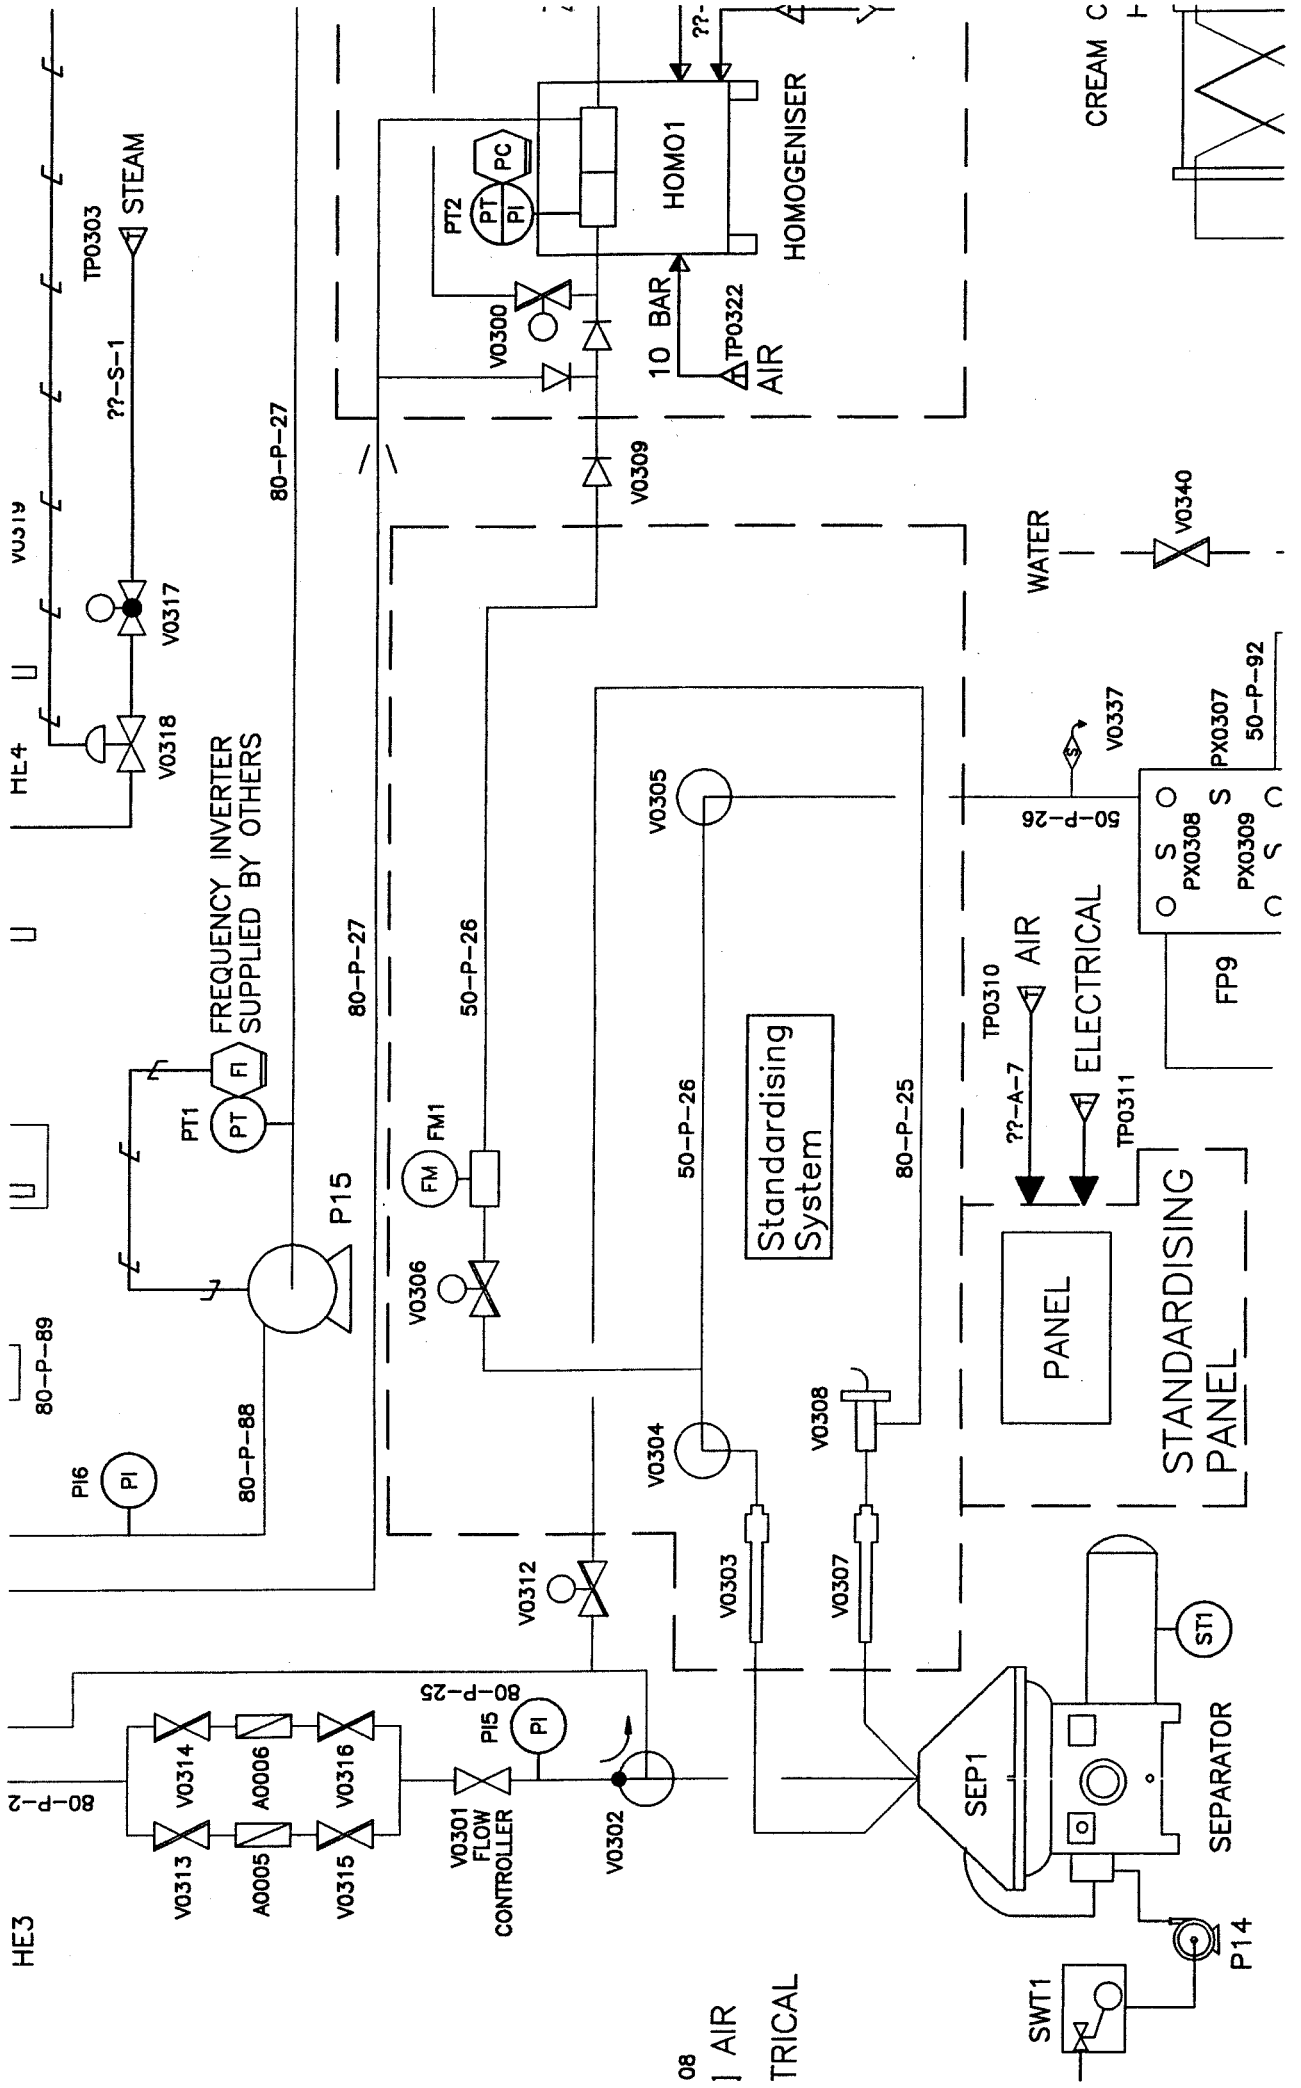 HE3
80-P-2
V0313
A0005
V0315
V0314
A0006
V0316
V0301
FLOW
CONTROLLER
PI5
PI
80-P-25
V0302
V0312
08
AIR
TRICAL
SWT1
P14
SEP1
SEPARATOR
ST1
80-P-89
PI6
PI
80-P-88
P15
PT1
PT
FI
FREQUENCY INVERTER
SUPPLIED BY OTHERS
HE4
V0318
V0317
V0319
??-S-1
TP0303
T
STEAM
80-P-27
80-P-27
FM1
FM
V0306
50-P-26
V0304
V0305
50-P-26
Standardising
System
V0308
V0303
V0307
80-P-25
PANEL
STANDARDISING
PANEL
??-A-7
TP0310
T
AIR
TP0311
T
ELECTRICAL
FP9
50-P-26
S
V0337
PX0308
S
PX0307
S
PX0309
S
50-P-92
WATER
V0340
V0309
V0300
PT2
PT
PI
PC
HOMO1
HOMOGENISER
10 BAR
TP0322
T
AIR
??-
CREAM C